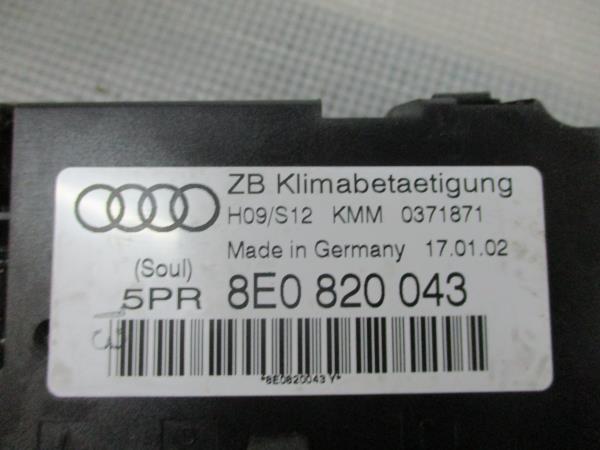 ZB Klimabetaetigung
H09/S12 KMM 0371871
Made in Germany 17.01.02
(Soul)
5PR 8E0 820 043
*8E0820043 Y*